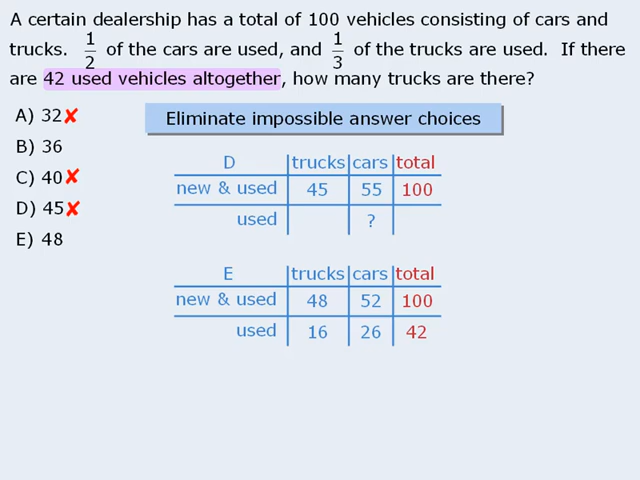 A certain dealership has a total of 100 vehicles consisting of cars and
trucks. 1/2 of the cars are used, and 1/3 of the trucks are used. If there
are 42 used vehicles altogether, how many trucks are there?
A) 32✘
B) 36
C) 40✘
D) 45✘
E) 48
Eliminate impossible answer choices
D trucks cars total
new & used 45 55 100
used ?
E trucks cars total
new & used 48 52 100
used 16 26 42